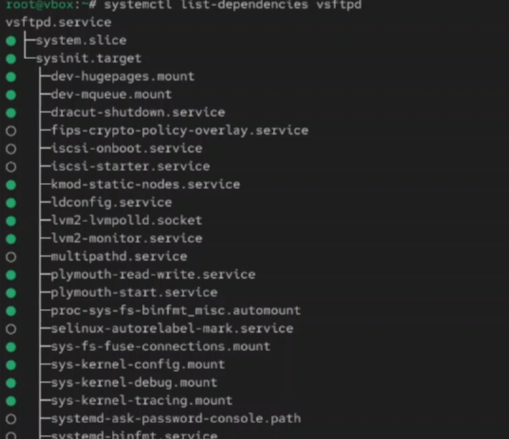 root@vbox:~# systemctl list-dependencies vsftpd
vsftpd.service
● ├─system.slice
● └─sysinit.target
●   ├─dev-hugepages.mount
●   ├─dev-mqueue.mount
●   ├─dracut-shutdown.service
○   ├─fips-crypto-policy-overlay.service
○   ├─iscsi-onboot.service
○   ├─iscsi-starter.service
●   ├─kmod-static-nodes.service
●   ├─ldconfig.service
●   ├─lvm2-lvmpolld.socket
●   ├─lvm2-monitor.service
○   ├─multipathd.service
●   ├─plymouth-read-write.service
●   ├─plymouth-start.service
●   ├─proc-sys-fs-binfmt_misc.automount
○   ├─selinux-autorelabel-mark.service
●   ├─sys-fs-fuse-connections.mount
●   ├─sys-kernel-config.mount
●   ├─sys-kernel-debug.mount
●   ├─sys-kernel-tracing.mount
○   ├─systemd-ask-password-console.path
○   ├─systemd-binfmt.service